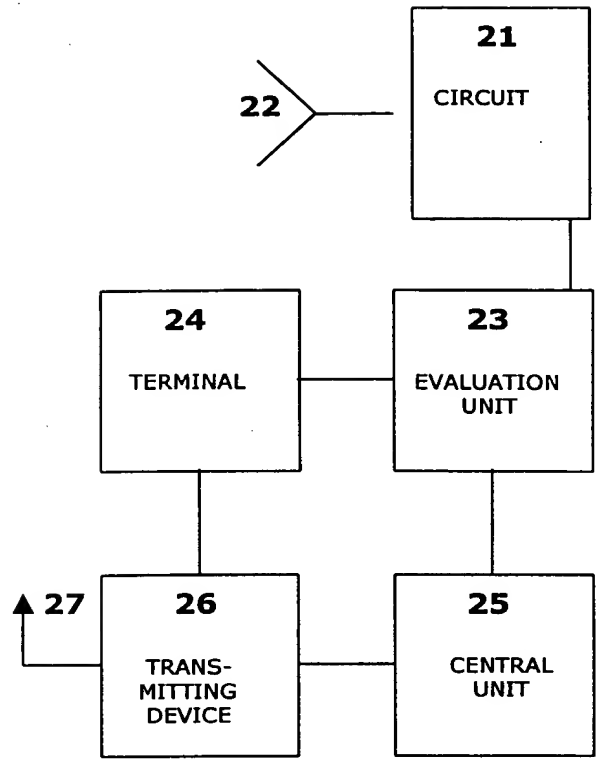 21
CIRCUIT
22
24
TERMINAL
23
EVALUATION
UNIT
27
26
TRANS-
MITTING
DEVICE
25
CENTRAL
UNIT